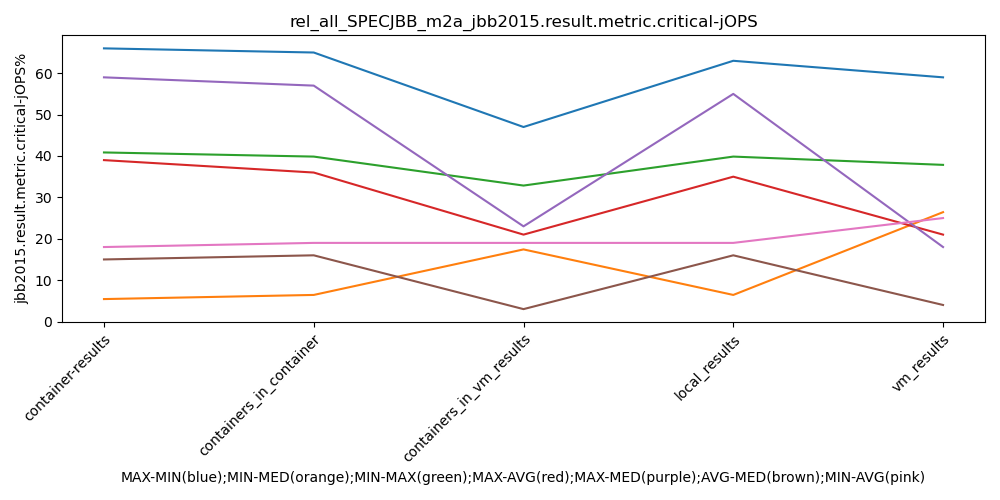 rel_all_SPECJBB_m2a_jbb2015.result.metric.critical-jOPS
jbb2015.result.metric.critical-jOPS%
60
50
40
30
20
10
0
container-results
containers_in_container
containers_in_vm_results
local_results
vm_results
MAX-MIN(blue);MIN-MED(orange);MIN-MAX(green);MAX-AVG(red);MAX-MED(purple);AVG-MED(brown);MIN-AVG(pink)